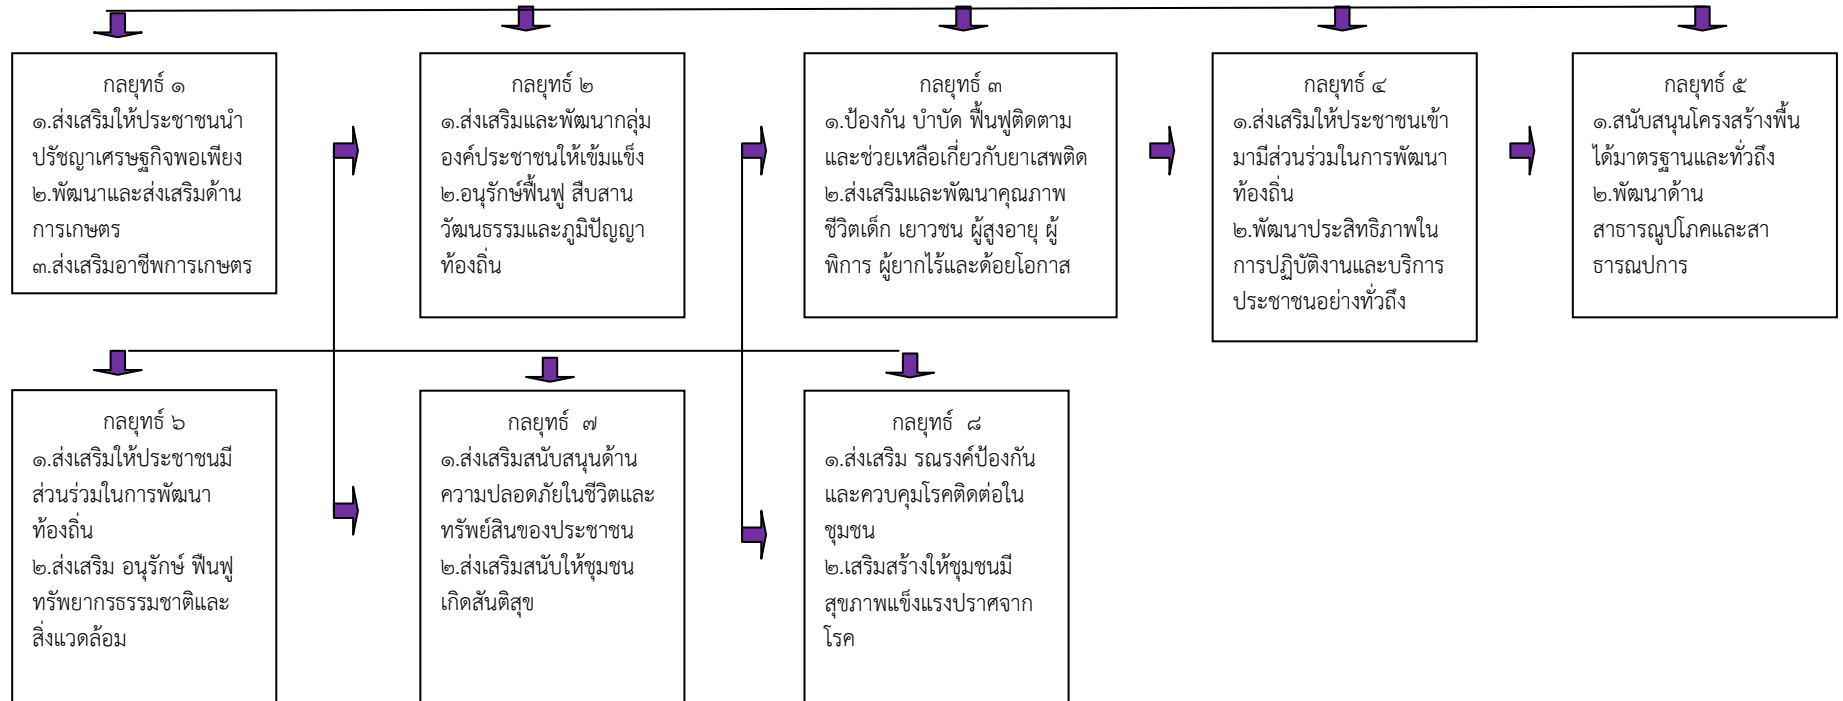 กลยุทธ์ ๑
๑.ส่งเสริมให้ประชาชนนำ
ปรัชญาเศรษฐกิจพอเพียง
๒.พัฒนาและส่งเสริมด้าน
การเกษตร
๓.ส่งเสริมอาชีพการเกษตร
กลยุทธ์ ๒
๑.ส่งเสริมและพัฒนากลุ่ม
องค์ประชาชนให้เข้มแข็ง
๒.อนุรักษ์ฟื้นฟู สืบสาน
วัฒนธรรมและภูมิปัญญา
ท้องถิ่น
กลยุทธ์ ๓
๑.ป้องกัน บำบัด ฟื้นฟูติดตาม
และช่วยเหลือเกี่ยวกับยาเสพติด
๒.ส่งเสริมและพัฒนาคุณภาพ
ชีวิตเด็ก เยาวชน ผู้สูงอายุ ผู้
พิการ ผู้ยากไร้และด้อยโอกาส
กลยุทธ์ ๔
๑.ส่งเสริมให้ประชาชนเข้า
มามีส่วนร่วมในการพัฒนา
ท้องถิ่น
๒.พัฒนาประสิทธิภาพใน
การปฏิบัติงานและบริการ
ประชาชนอย่างทั่วถึง
กลยุทธ์ ๕
๑.สนับสนุนโครงสร้างพื้น
ได้มาตรฐานและทั่วถึง
๒.พัฒนาด้าน
สาธารณูปโภคและสา
ธารณปการ
กลยุทธ์ ๖
๑.ส่งเสริมให้ประชาชนมี
ส่วนร่วมในการพัฒนา
ท้องถิ่น
๒.ส่งเสริม อนุรักษ์ ฟืนฟู
ทรัพยากรธรรมชาติและ
สิ่งแวดล้อม
กลยุทธ์ ๗
๑.ส่งเสริมสนับสนุนด้าน
ความปลอดภัยในชีวิตและ
ทรัพย์สินของประชาชน
๒.ส่งเสริมสนับให้ชุมชน
เกิดสันติสุข
กลยุทธ์ ๘
๑.ส่งเสริม รณรงค์ป้องกัน
และควบคุมโรคติดต่อใน
ชุมชน
๒.เสริมสร้างให้ชุมชนมี
สุขภาพแข็งแรงปราศจาก
โรค